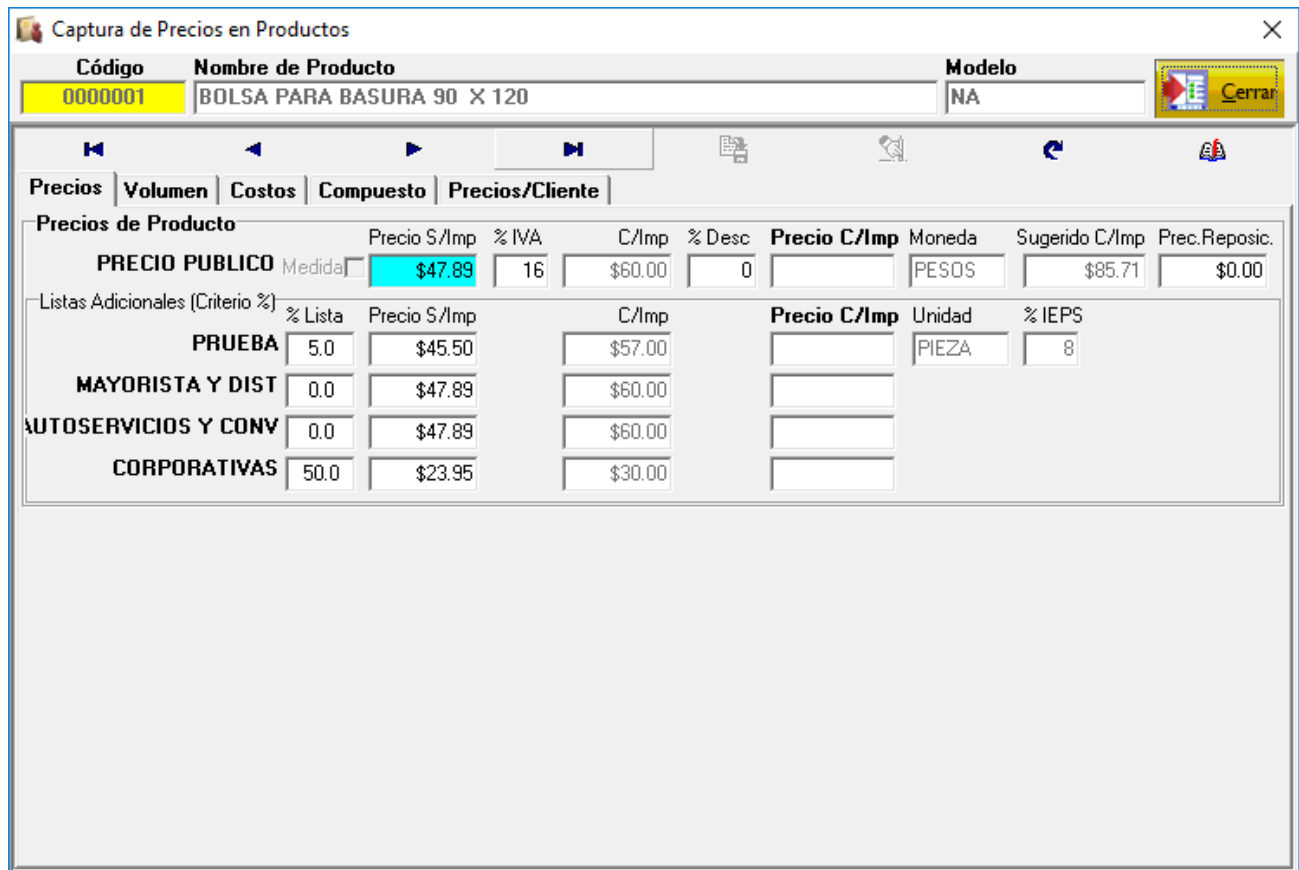 Captura de Precios en Productos
Código Nombre de Producto Modelo
0000001 BOLSA PARA BASURA 90 X 120 NA Cerrar
Precios Volumen Costos Compuesto Precios/Cliente
Precios de Producto
Precio S/Imp % IVA C/Imp % Desc Precio C/Imp Moneda Sugerido C/Imp Prec.Reposic.
PRECIO PUBLICO Medida $47.89 16 $60.00 0 PESOS $85.71 $0.00
Listas Adicionales (Criterio %)
% Lista Precio S/Imp C/Imp Precio C/Imp Unidad % IEPS
PRUEBA 5.0 $45.50 $57.00 PIEZA 8
MAYORISTA Y DIST 0.0 $47.89 $60.00
AUTOSERVICIOS Y CONV 0.0 $47.89 $60.00
CORPORATIVAS 50.0 $23.95 $30.00